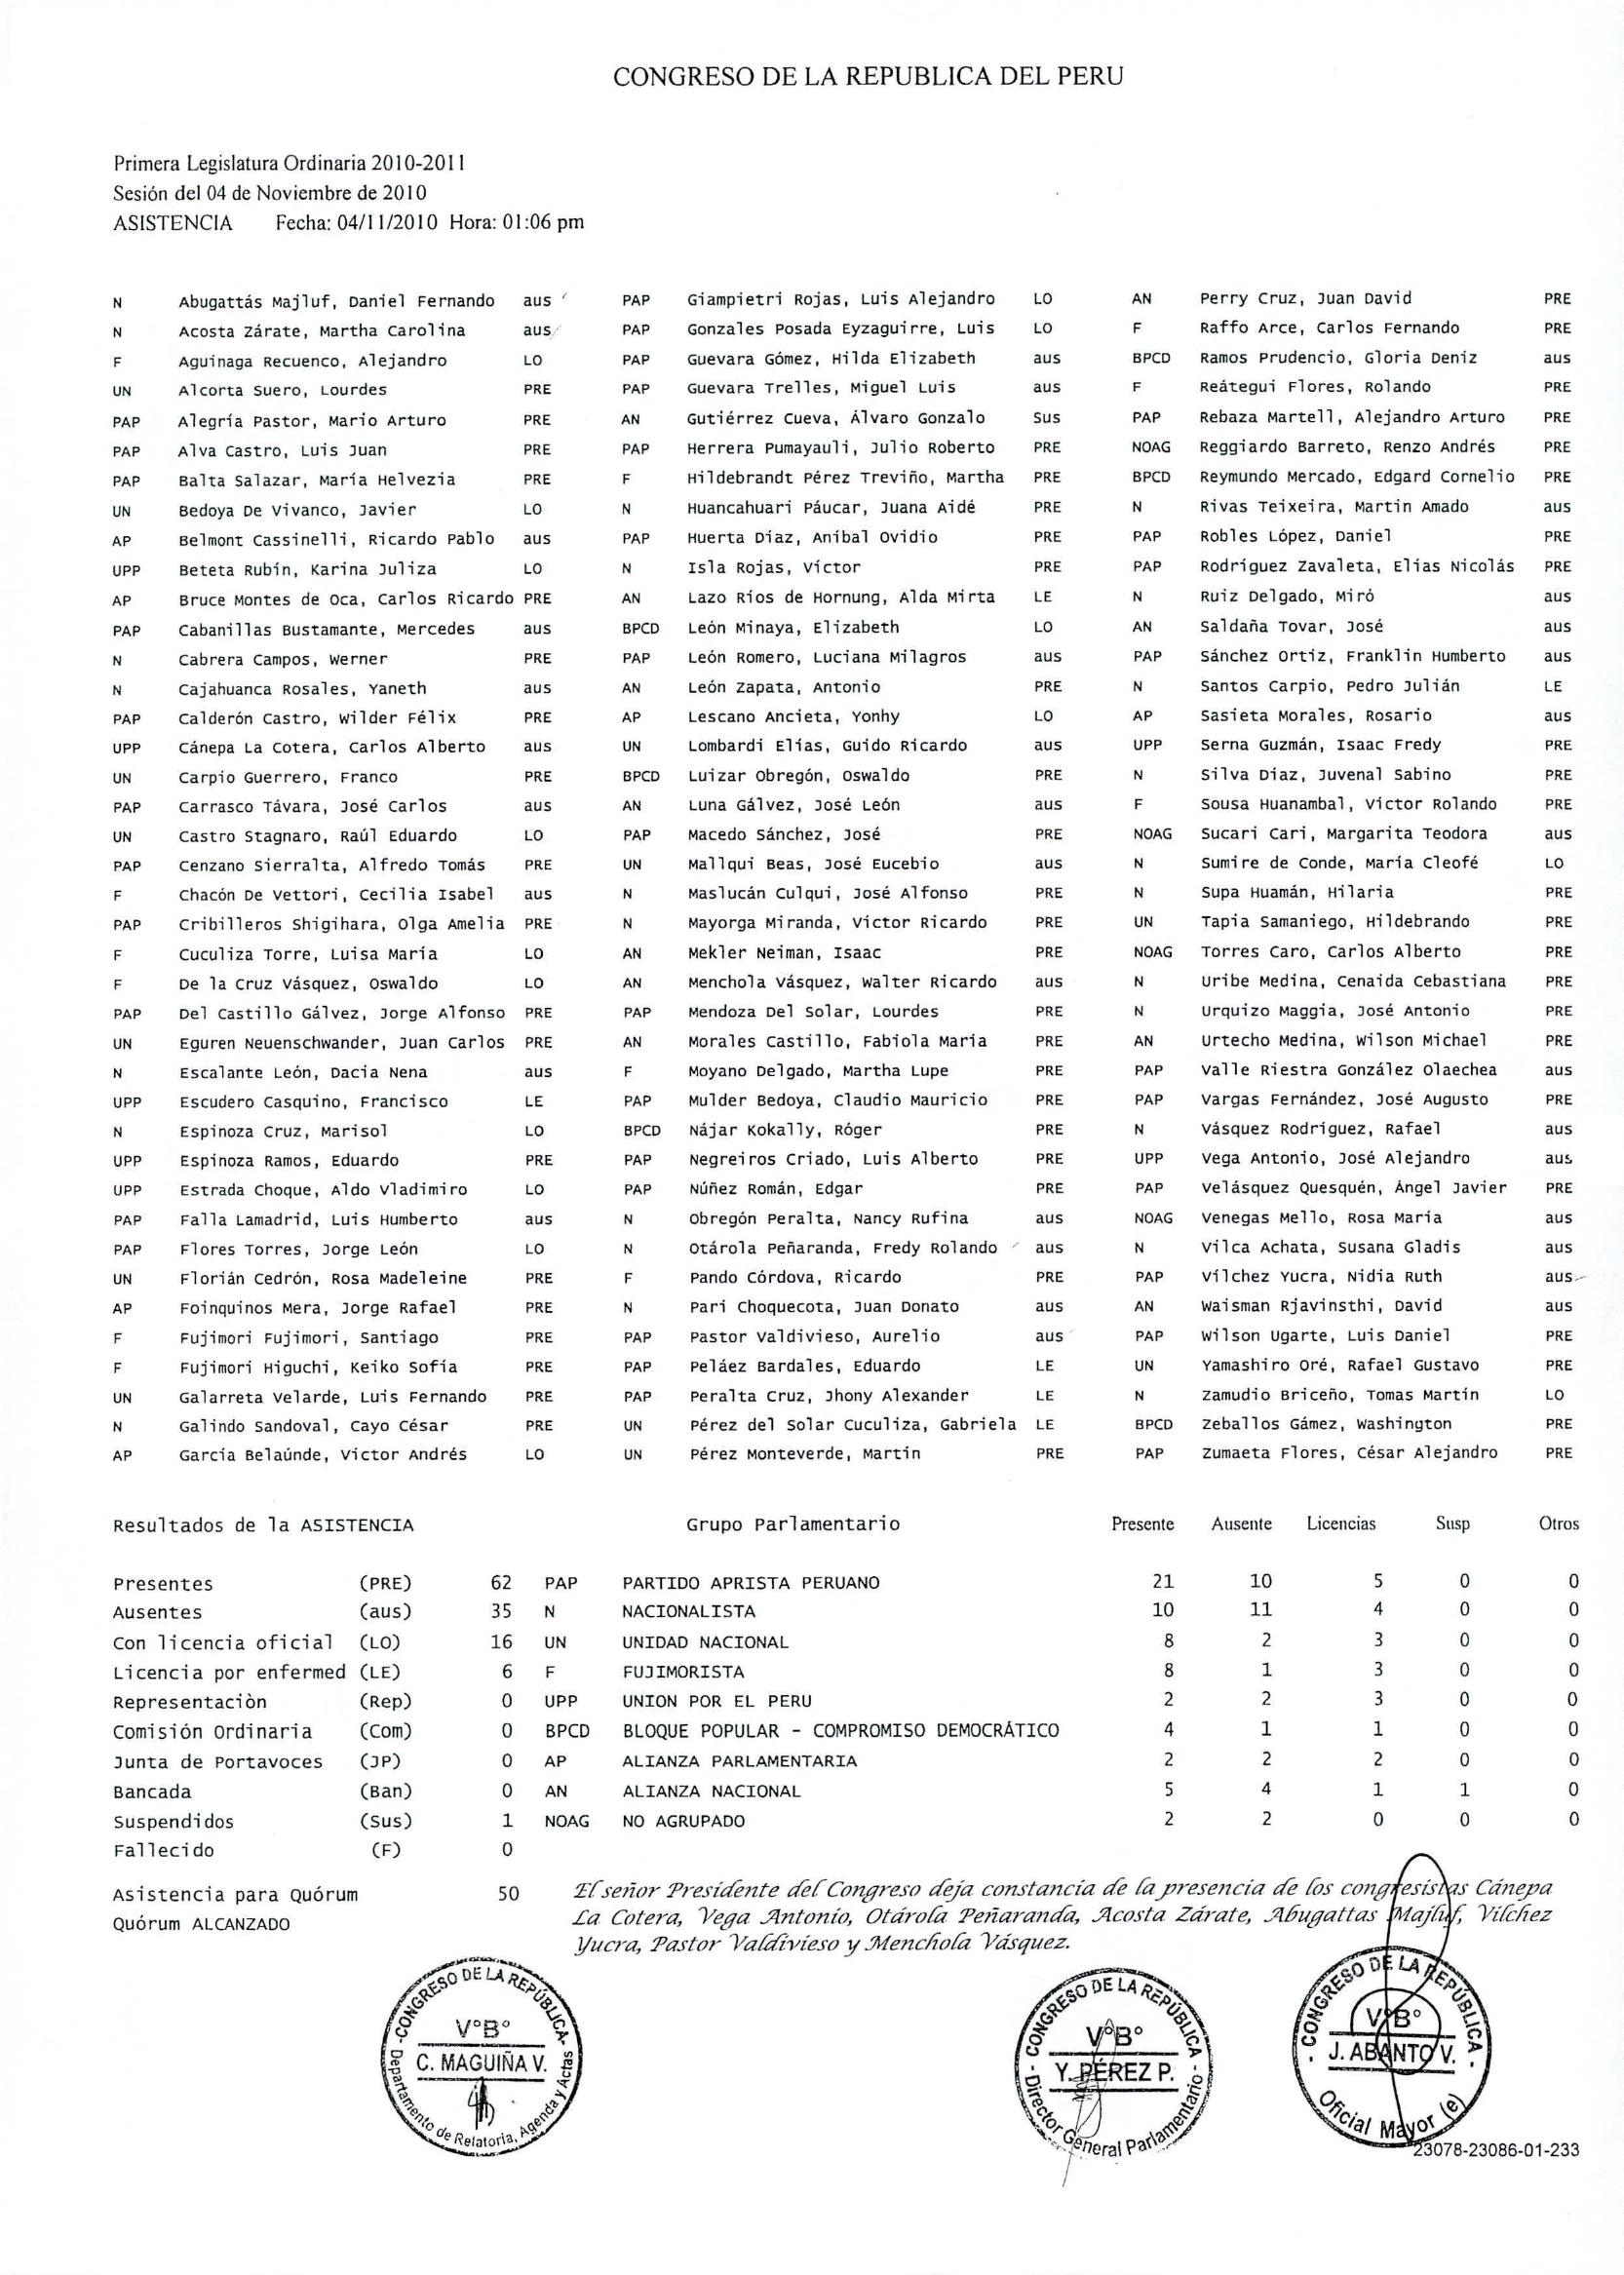 CONGRESO DE LA REPUBLICA DEL PERU
Primera Legislatura Ordinaria 2010-2011
Sesión del 04 de Noviembre de 2010
ASISTENCIA Fecha: 04/11/2010 Hora: 01:06 pm
N Abugattás Majluf, Daniel Fernando aus PAP Giampietri Rojas, Luis Alejandro LO AN Perry Cruz, Juan David PRE
N Acosta Zárate, Martha Carolina aus PAP Gonzales Posada Eyzaguirre, Luis LO F Raffo Arce, Carlos Fernando PRE
F Aguinaga Recuenco, Alejandro LO PAP Guevara Gómez, Hilda Elizabeth aus BPCD Ramos Prudencio, Gloria Deniz aus
UN Alcorta Suero, Lourdes PRE PAP Guevara Trelles, Miguel Luis aus F Reátegui Flores, Rolando PRE
PAP Alegría Pastor, Mario Arturo PRE AN Gutiérrez Cueva, Álvaro Gonzalo Sus PAP Rebaza Martell, Alejandro Arturo PRE
PAP Alva Castro, Luis Juan PRE PAP Herrera Pumayauli, Julio Roberto PRE NOAG Reggiardo Barreto, Renzo Andrés PRE
PAP Balta Salazar, María Helvezia PRE F Hildebrandt Pérez Treviño, Martha PRE BPCD Reymundo Mercado, Edgard Cornelio PRE
UN Bedoya De Vivanco, Javier LO N Huancahuari Páucar, Juana Aidé PRE N Rivas Teixeira, Martin Amado aus
AP Belmont Cassinelli, Ricardo Pablo aus PAP Huerta Díaz, Aníbal Ovidio PRE PAP Robles López, Daniel PRE
UPP Beteta Rubín, Karina Juliza LO N Isla Rojas, Víctor PRE PAP Rodríguez Zavaleta, Elías Nicolás PRE
AP Bruce Montes de Oca, Carlos Ricardo PRE AN Lazo Ríos de Hornung, Alda Mirta LE N Ruiz Delgado, Miró aus
PAP Cabanillas Bustamante, Mercedes aus BPCD León Minaya, Elizabeth LO AN Saldaña Tovar, José aus
N Cabrera Campos, Werner PRE PAP León Romero, Luciana Milagros aus PAP Sánchez Ortiz, Franklin Humberto aus
N Cajahuanca Rosales, Yaneth aus AN León Zapata, Antonio PRE N Santos Carpio, Pedro Julián LE
PAP Calderón Castro, Wilder Félix PRE AP Lescano Ancieta, Yonhy LO AP Sasieta Morales, Rosario aus
UPP Cánepa La Cotera, Carlos Alberto aus UN Lombardi Elías, Guido Ricardo aus UPP Serna Guzmán, Isaac Fredy PRE
UN Carpio Guerrero, Franco PRE BPCD Luizar Obregón, Oswaldo PRE N Silva Díaz, Juvenal Sabino PRE
PAP Carrasco Távara, José Carlos aus AN Luna Gálvez, José León aus F Sousa Huanambal, Víctor Rolando PRE
UN Castro Stagnaro, Raúl Eduardo LO PAP Macedo Sánchez, José PRE NOAG Sucari Cari, Margarita Teodora aus
PAP Cenzano Sierralta, Alfredo Tomás PRE UN Mallqui Beas, José Eucebio aus N Sumire de Conde, María Cleofé LO
F Chacón De Vettori, Cecilia Isabel aus N Maslucán Culqui, José Alfonso PRE N Supa Huamán, Hilaria PRE
PAP Cribilleros Shigihara, Olga Amelia PRE N Mayorga Miranda, Víctor Ricardo PRE UN Tapia Samaniego, Hildebrando PRE
F Cuculiza Torre, Luisa María LO AN Mekler Neiman, Isaac PRE NOAG Torres Caro, Carlos Alberto PRE
F De la Cruz Vásquez, Oswaldo LO AN Menchola Vásquez, Walter Ricardo aus N Uribe Medina, Cenaida Cebastiana PRE
PAP Del Castillo Gálvez, Jorge Alfonso PRE PAP Mendoza Del Solar, Lourdes PRE N Urquizo Maggia, José Antonio PRE
UN Eguren Neuenschwander, Juan Carlos PRE AN Morales Castillo, Fabiola María PRE AN Urtecho Medina, Wilson Michael PRE
N Escalante León, Dacia Nena aus F Moyano Delgado, Martha Lupe PRE PAP Valle Riestra González Olaechea aus
UPP Escudero Casquino, Francisco LE PAP Mulder Bedoya, Claudio Mauricio PRE PAP Vargas Fernández, José Augusto PRE
N Espinoza Cruz, Marisol LO BPCD Nájar Kokally, Róger PRE N Vásquez Rodríguez, Rafael aus
UPP Espinoza Ramos, Eduardo PRE PAP Negreiros Criado, Luis Alberto PRE UPP Vega Antonio, José Alejandro aus
UPP Estrada Choque, Aldo Vladimiro LO PAP Núñez Román, Edgar PRE PAP Velásquez Quesquén, Ángel Javier PRE
PAP Falla Lamadrid, Luis Humberto aus N Obregón Peralta, Nancy Rufina aus NOAG Venegas Mello, Rosa María aus
PAP Flores Torres, Jorge León LO N Otárola Peñaranda, Fredy Rolando aus N Vilca Achata, Susana Gladis aus
UN Florián Cedrón, Rosa Madeleine PRE F Pando Córdova, Ricardo PRE PAP Vílchez Yucra, Nidia Ruth aus
AP Foinquinos Mera, Jorge Rafael PRE N Pari Choquecota, Juan Donato aus AN Waisman Rjavinsthi, David aus
F Fujimori Fujimori, Santiago PRE PAP Pastor Valdivieso, Aurelio aus PAP Wilson Ugarte, Luis Daniel PRE
F Fujimori Higuchi, Keiko Sofía PRE PAP Peláez Bardales, Eduardo LE UN Yamashiro Oré, Rafael Gustavo PRE
UN Galarreta Velarde, Luis Fernando PRE PAP Peralta Cruz, Jhony Alexander LE N Zamudio Briceño, Tomas Martín LO
N Galindo Sandoval, Cayo César PRE UN Pérez del Solar Cuculiza, Gabriela LE BPCD Zeballos Gámez, Washington PRE
AP García Belaúnde, Victor Andrés LO UN Pérez Monteverde, Martín PRE PAP Zumaeta Flores, César Alejandro PRE
Resultados de la ASISTENCIA Grupo Parlamentario Presente Ausente Licencias Susp Otros
Presentes (PRE) 62 PAP PARTIDO APRISTA PERUANO 21 10 5 0 0
Ausentes (aus) 35 N NACIONALISTA 10 11 4 0 0
Con licencia oficial (LO) 16 UN UNIDAD NACIONAL 8 2 3 0 0
Licencia por enfermed (LE) 6 F FUJIMORISTA 8 1 3 0 0
Representaciòn (Rep) 0 UPP UNION POR EL PERU 2 2 3 0 0
Comisión Ordinaria (Com) 0 BPCD BLOQUE POPULAR - COMPROMISO DEMOCRÁTICO 4 1 1 0 0
Junta de Portavoces (JP) 0 AP ALIANZA PARLAMENTARIA 2 2 2 0 0
Bancada (Ban) 0 AN ALIANZA NACIONAL 5 4 1 1 0
Suspendidos (Sus) 1 NOAG NO AGRUPADO 2 2 0 0 0
Fallecido (F) 0
Asistencia para Quórum 50
Quórum ALCANZADO
El señor Presidente del Congreso deja constancia de la presencia de los congresistas Cánepa
La Cotera, Vega Antonio, Otárola Peñaranda, Acosta Zárate, Abugattas Majluf, Vílchez
Yucra, Pastor Valdivieso y Menchola Vásquez.
-CONGRESO DE LA REPÚBLICA-
V°B°
C. MAGUIÑA V.
Departamento de Relatoria, Agenda y Actas
- CONGRESO DE LA REPÚBLICA -
V°B°
Y. PÉREZ P.
Director General Parlamentario
- CONGRESO DE LA REPÚBLICA -
V°B°
J. ABANTO V.
Oficial Mayor (e)
23078-23086-01-233